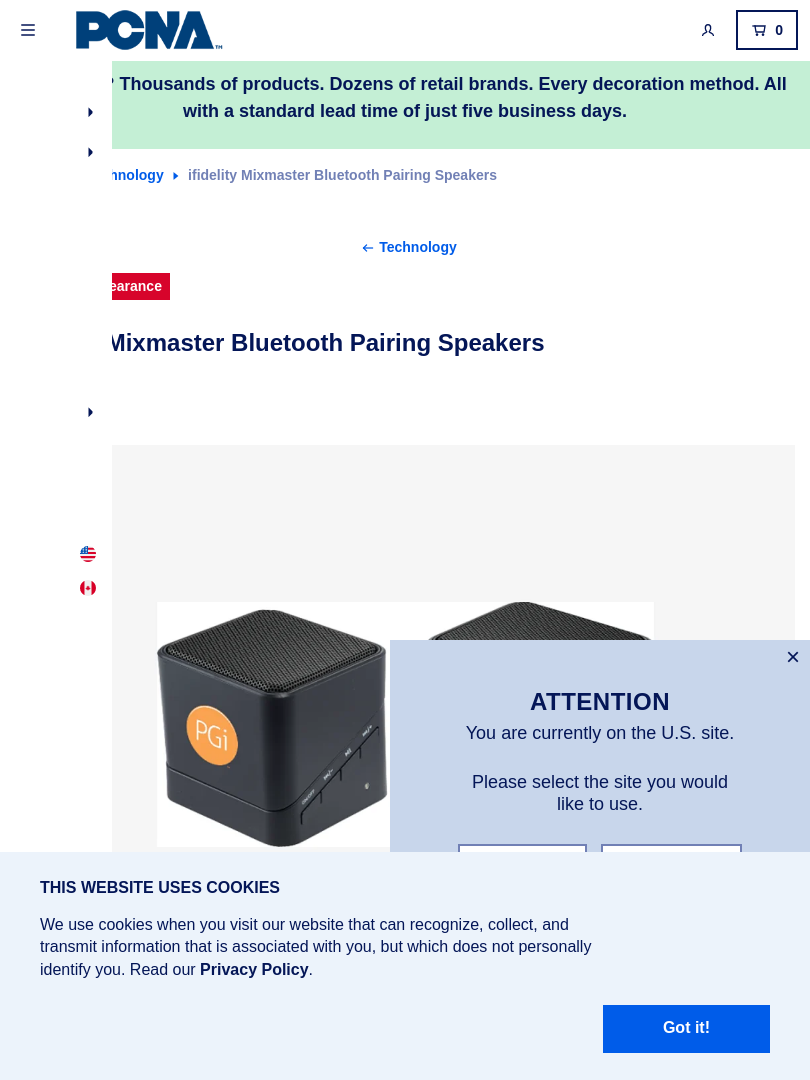 PCNA™
0
? Thousands of products. Dozens of retail brands. Every decoration method. All
with a standard lead time of just five business days.
hnology ifidelity Mixmaster Bluetooth Pairing Speakers
← Technology
earance
Mixmaster Bluetooth Pairing Speakers
PGi
ON/OFF
ATTENTION
You are currently on the U.S. site.
Please select the site you would
like to use.
THIS WEBSITE USES COOKIES
We use cookies when you visit our website that can recognize, collect, and
transmit information that is associated with you, but which does not personally
identify you. Read our Privacy Policy.
Got it!